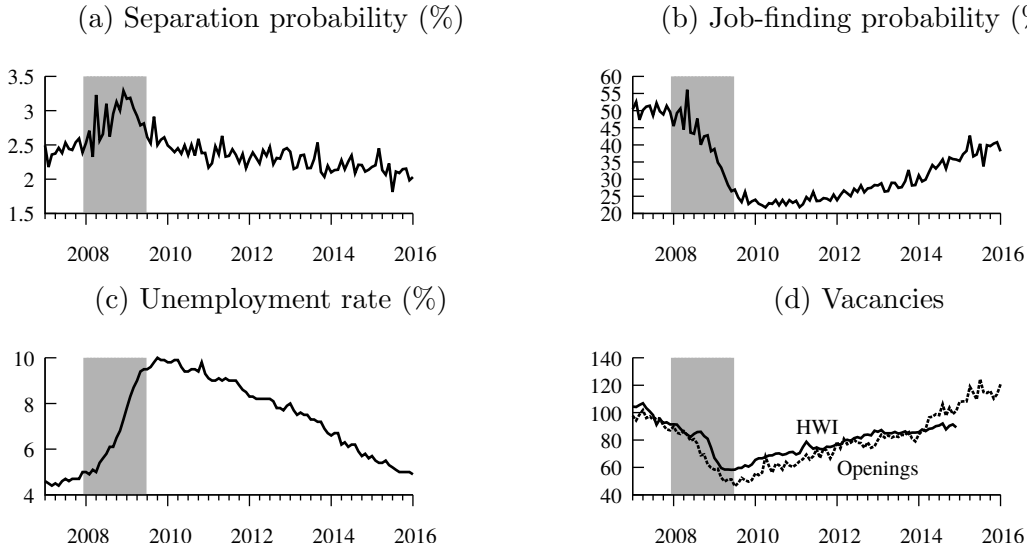 (a) Separation probability (%)
3.5
3
2.5
2
1.5
2008 2010 2012 2014 2016
(b) Job-finding probability (%
60
55
50
45
40
35
30
25
20
2008 2010 2012 2014 2016
(c) Unemployment rate (%)
10
8
6
4
2008 2010 2012 2014 2016
(d) Vacancies
140
120
100
80
60
40
HWI
Openings
2008 2010 2012 2014 2016